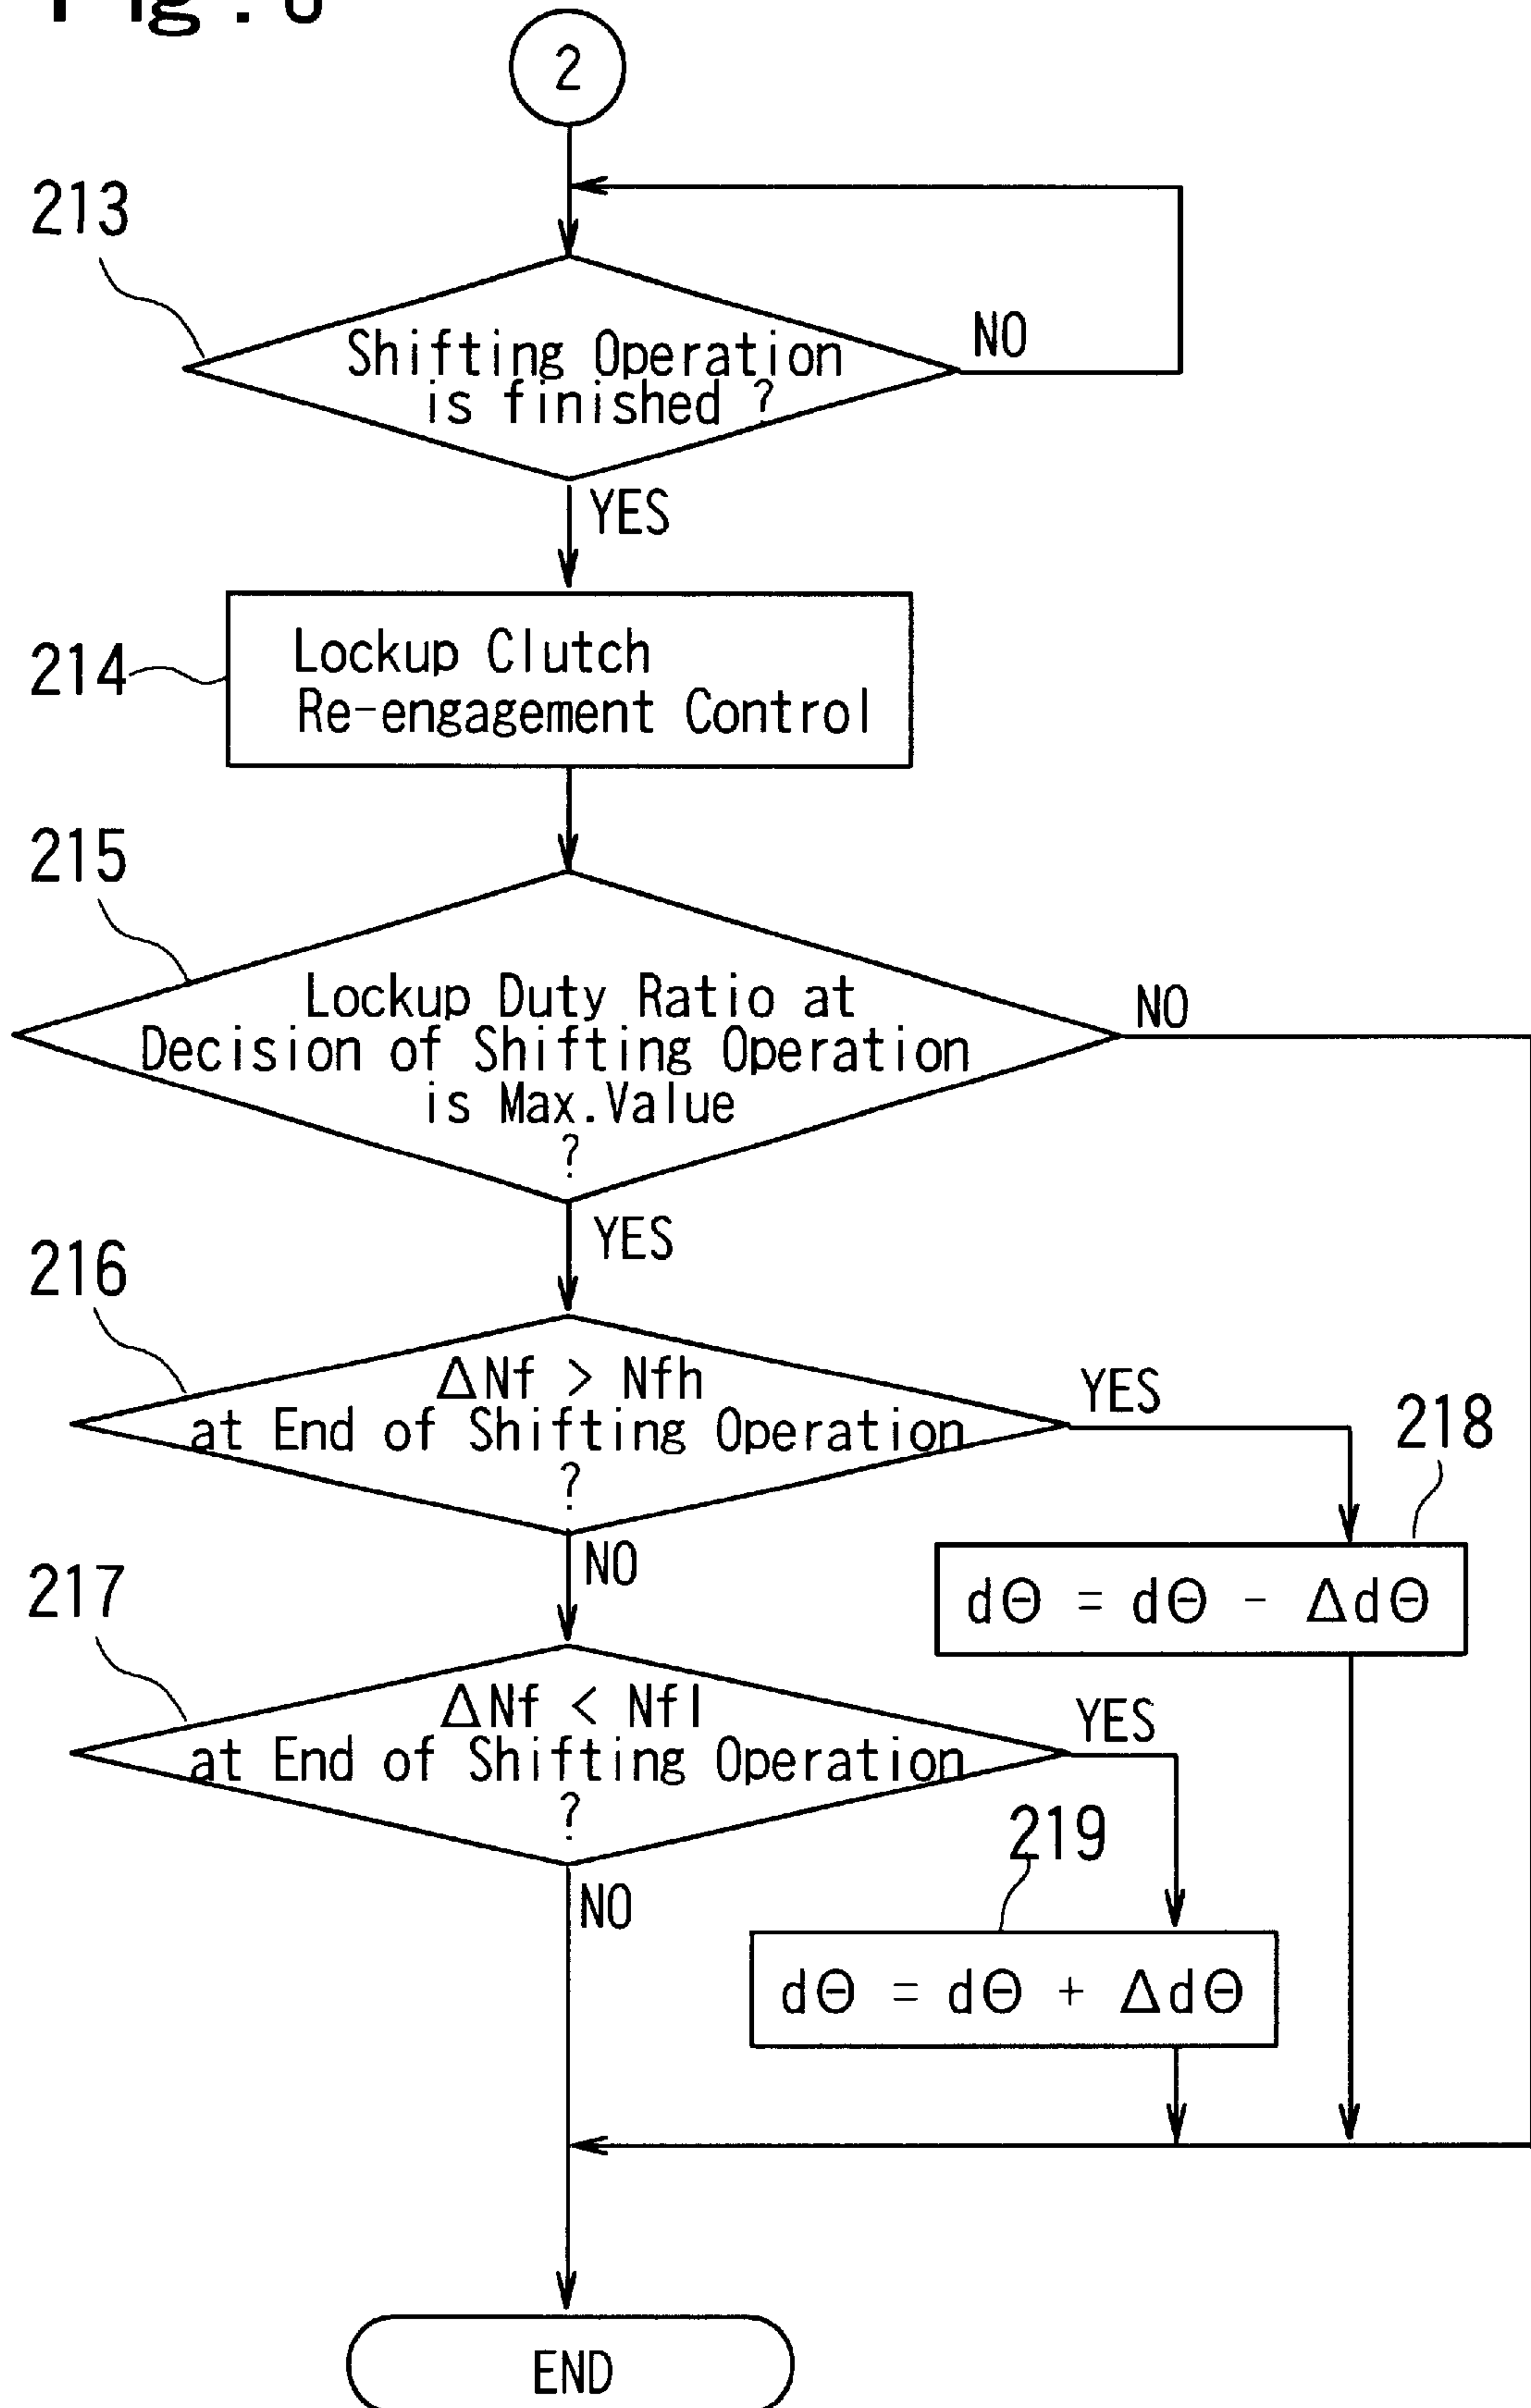 2
213
Shifting Operation
is finished ?
NO
YES
214
Lockup Clutch
Re-engagement Control
215
Lockup Duty Ratio at
Decision of Shifting Operation
is Max.Value
?
NO
YES
216
ΔNf > Nfh
at End of Shifting Operation
?
YES
218
NO
dΘ = dΘ - ΔdΘ
217
ΔNf < Nfl
at End of Shifting Operation
?
YES
219
NO
dΘ = dΘ + ΔdΘ
END